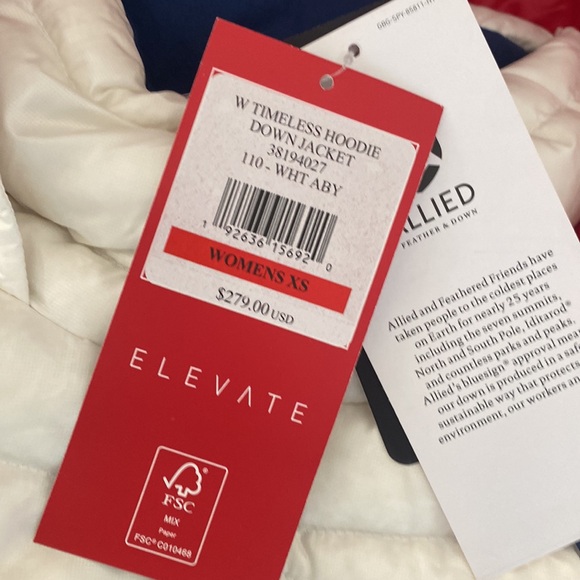 W TIMELESS HOODIE
DOWN JACKET
38194027
110 - WHT ABY
1 92636 15692 0
WOMENS XS
$279.00 USD
ELEVATE
FSC
MIX
Paper
FSC® C010468
ALLIED
FEATHER & DOWN
Allied and Feathered Friends have
taken people to the coldest places
on Earth for nearly 25 years
including the seven summits,
North and South Pole, Iditarod®
and countless parks and peaks.
Allied's bluesign® approval mea
our down is produced in a safe
sustainable way that protects
environment, our workers an